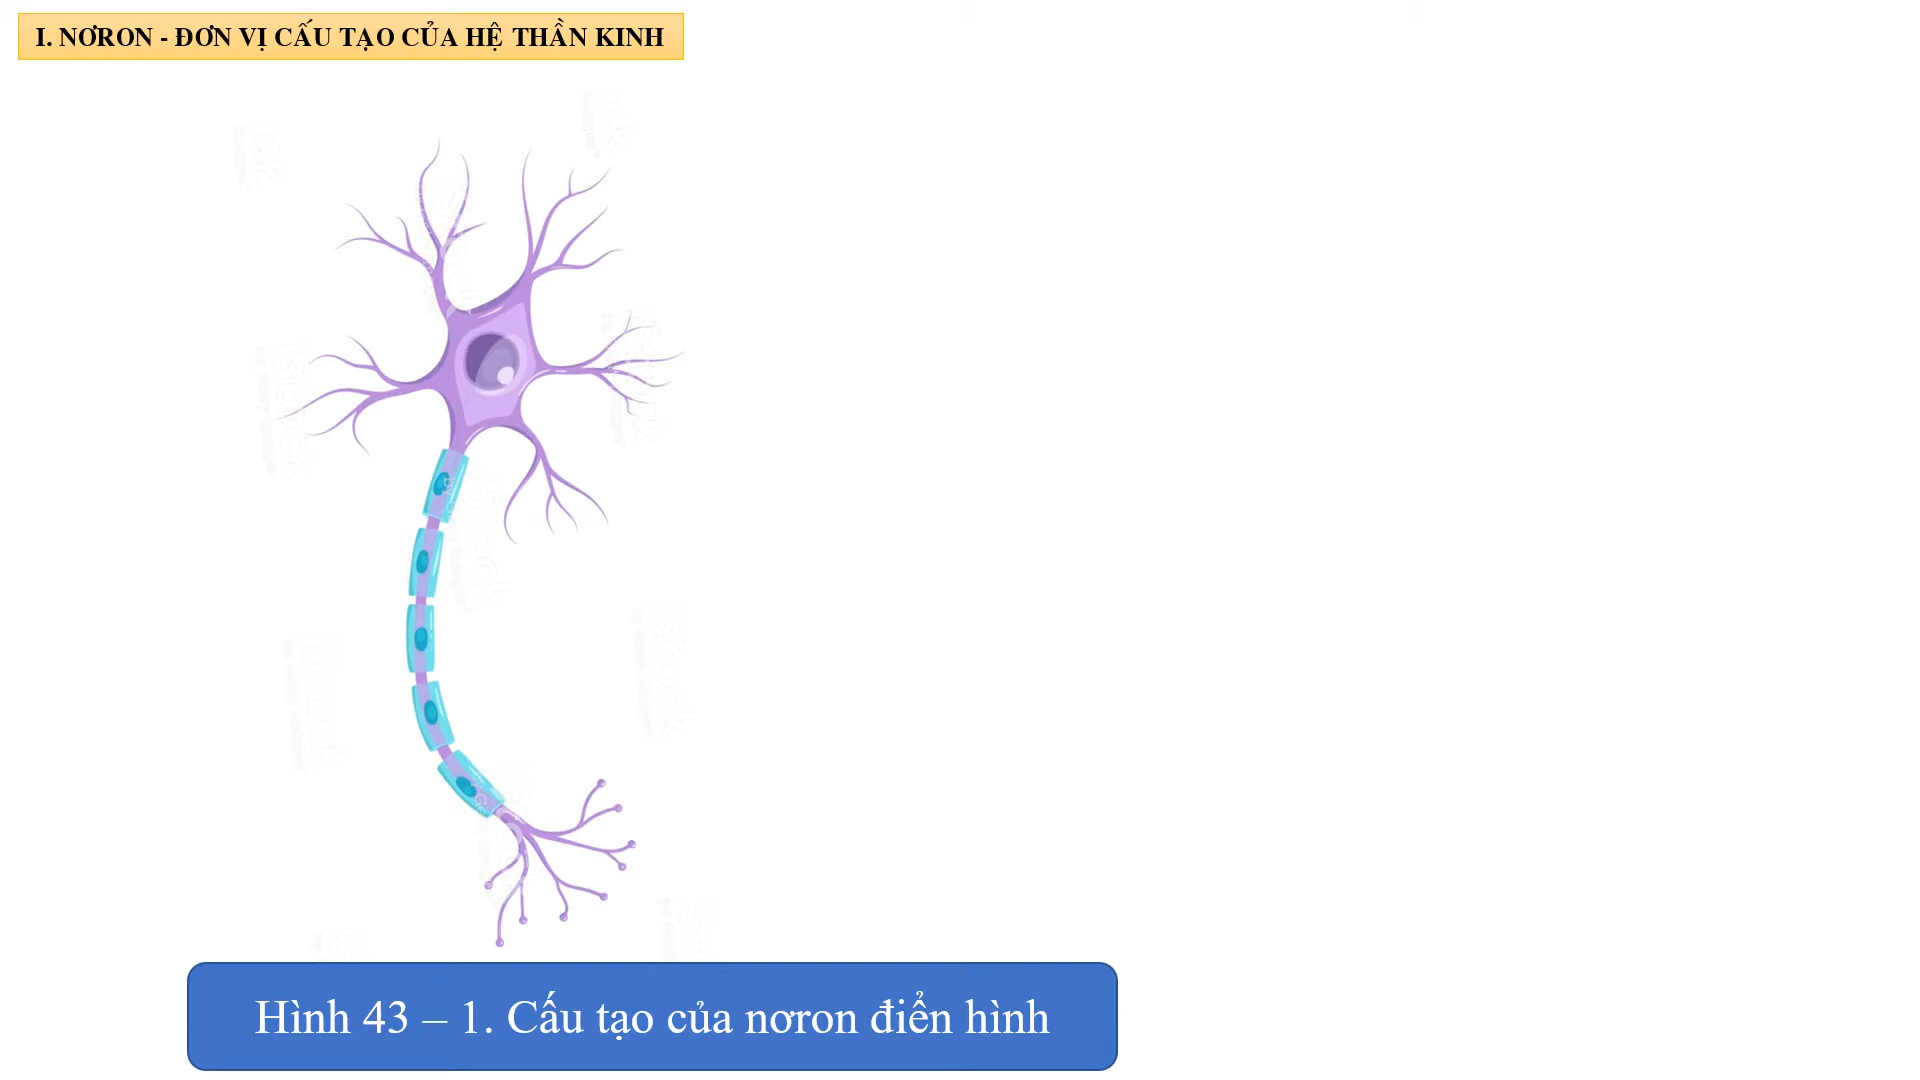 I. NƠRON - ĐƠN VỊ CẤU TẠO CỦA HỆ THẦN KINH
Hình 43 – 1. Cấu tạo của nơron điển hình